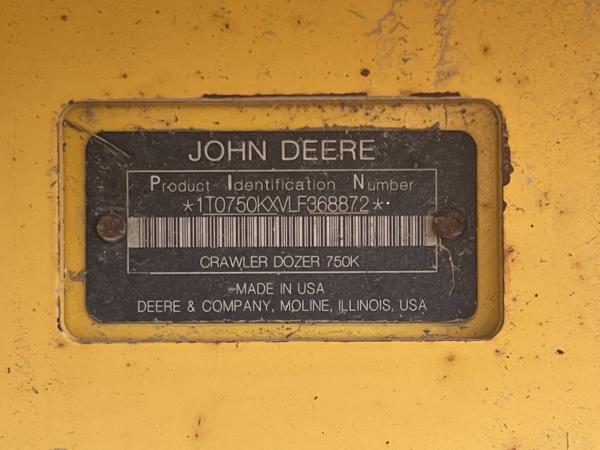 JOHN DEERE
Product Identification Number
*1T0750KXVLF368872*
CRAWLER DOZER 750K
MADE IN USA
DEERE & COMPANY, MOLINE, ILLINOIS, USA